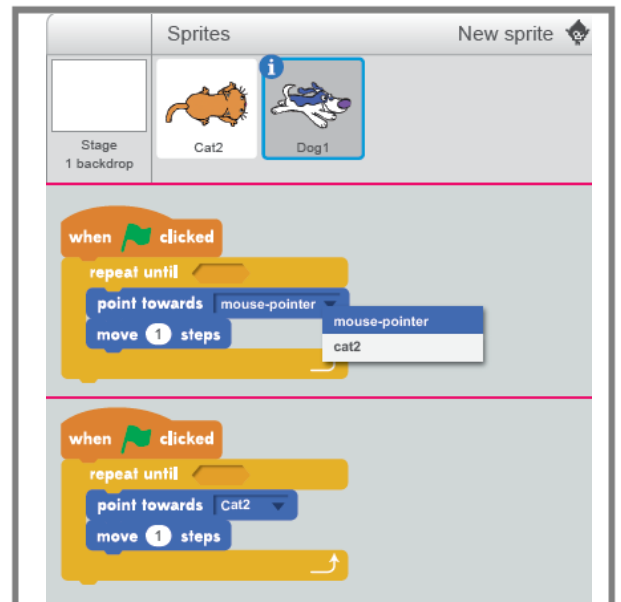 Sprites New sprite
Stage
1 backdrop
Cat2
Dog1
when clicked
repeat until
point towards mouse-pointer
move 1 steps
mouse-pointer
cat2
when clicked
repeat until
point towards Cat2
move 1 steps